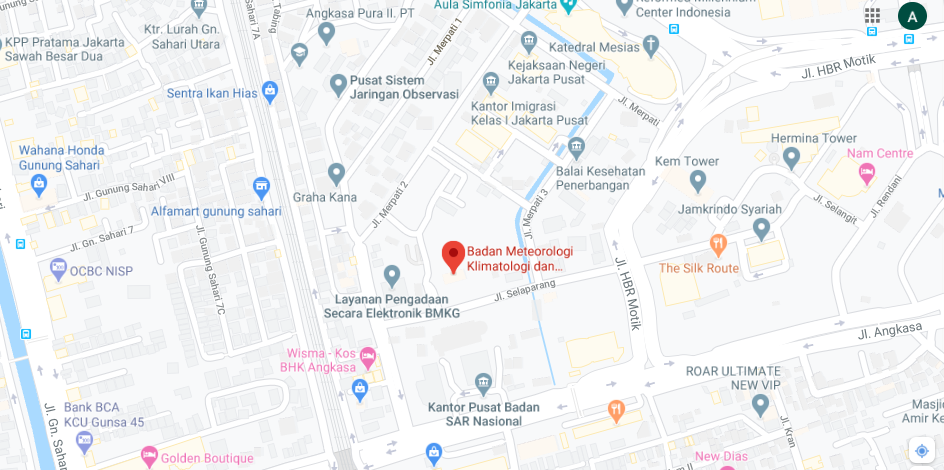 Aula Simfonia Jakarta
Reformed Millennium
Center Indonesia
Angkasa Pura II. PT
A
Ktr. Lurah Gn.
Sahari Utara
Jl. Merpati 1
Katedral Mesias
KPP Pratama Jakarta
Sawah Besar Dua
Kejaksaan Negeri
Jakarta Pusat
Jl. HBR Motik
Pusat Sistem
Jaringan Observasi
Sentra Ikan Hias
Kantor Imigrasi
Kelas I Jakarta Pusat
Jl. Merpati
Hermina Tower
Wahana Honda
Gunung Sahari
Balai Kesehatan
Penerbangan
Kem Tower
Nam Centre
Jl. Gunung Sahari VIII
Graha Kana
Jl. Merpati 2
Jl. Merpati 3
Jl. Selangit
Jl. Rendani
Alfamart gunung sahari
Jamkrindo Syariah
Jl. Gn. Sahari 7
Jl. Gunung Sahari 7C
Badan Meteorologi
Klimatologi dan...
OCBC NISP
The Silk Route
Jl. HBR Motik
Jl. Selaparang
Layanan Pengadaan
Secara Elektronik BMKG
Jl. Angkasa
Wisma - Kos
BHK Angkasa
ROAR ULTIMATE
NEW VIP
Bank BCA
KCU Gunsa 45
Kantor Pusat Badan
SAR Nasional
Masji
Amir Ke
Jl. Kran
Jl. Gn. Sahar
Golden Boutique
New Dias